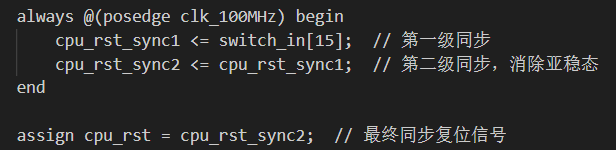 always @(posedge clk_100MHz) begin
    cpu_rst_sync1 <= switch_in[15];  // 第一级同步
    cpu_rst_sync2 <= cpu_rst_sync1;  // 第二级同步，消除亚稳态
end
assign cpu_rst = cpu_rst_sync2;  // 最终同步复位信号